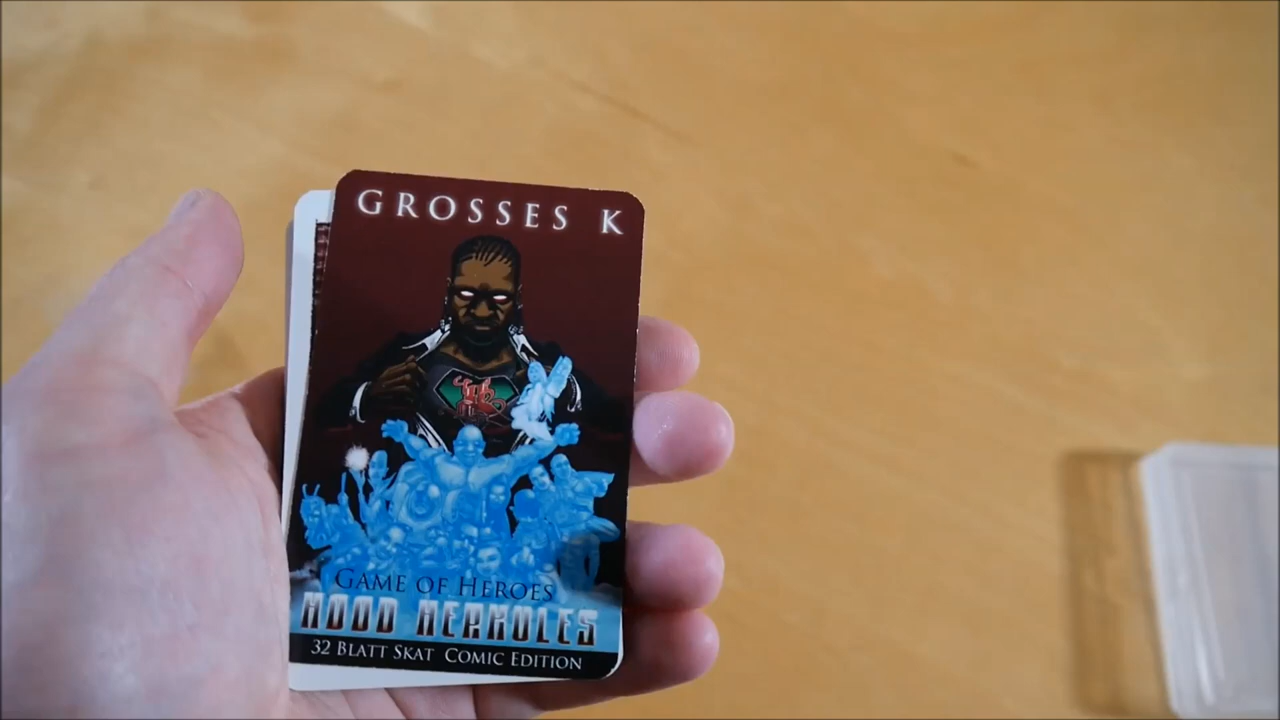 GROSSES K
GAME OF HEROES
HOOD HERKULES
32 BLATT SKAT COMIC EDITION